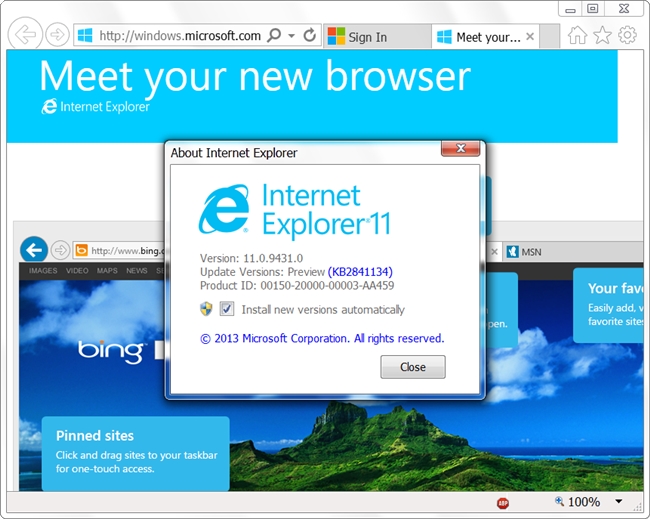 http://windows.microsoft.com
Sign In
Meet your...
Meet your new browser
Internet Explorer
About Internet Explorer
Internet
Explorer®11
Version: 11.0.9431.0
Update Versions: Preview (KB2841134)
Product ID: 00150-20000-00003-AA459
Install new versions automatically
© 2013 Microsoft Corporation. All rights reserved.
Close
http://www.bing.
MSN
IMAGES VIDEO MAPS NEWS
Your favo
Easily add, v
favorite sites
pen.
bing
Pinned sites
Click and drag sites to your taskbar
for one-touch access.
ABP
100%